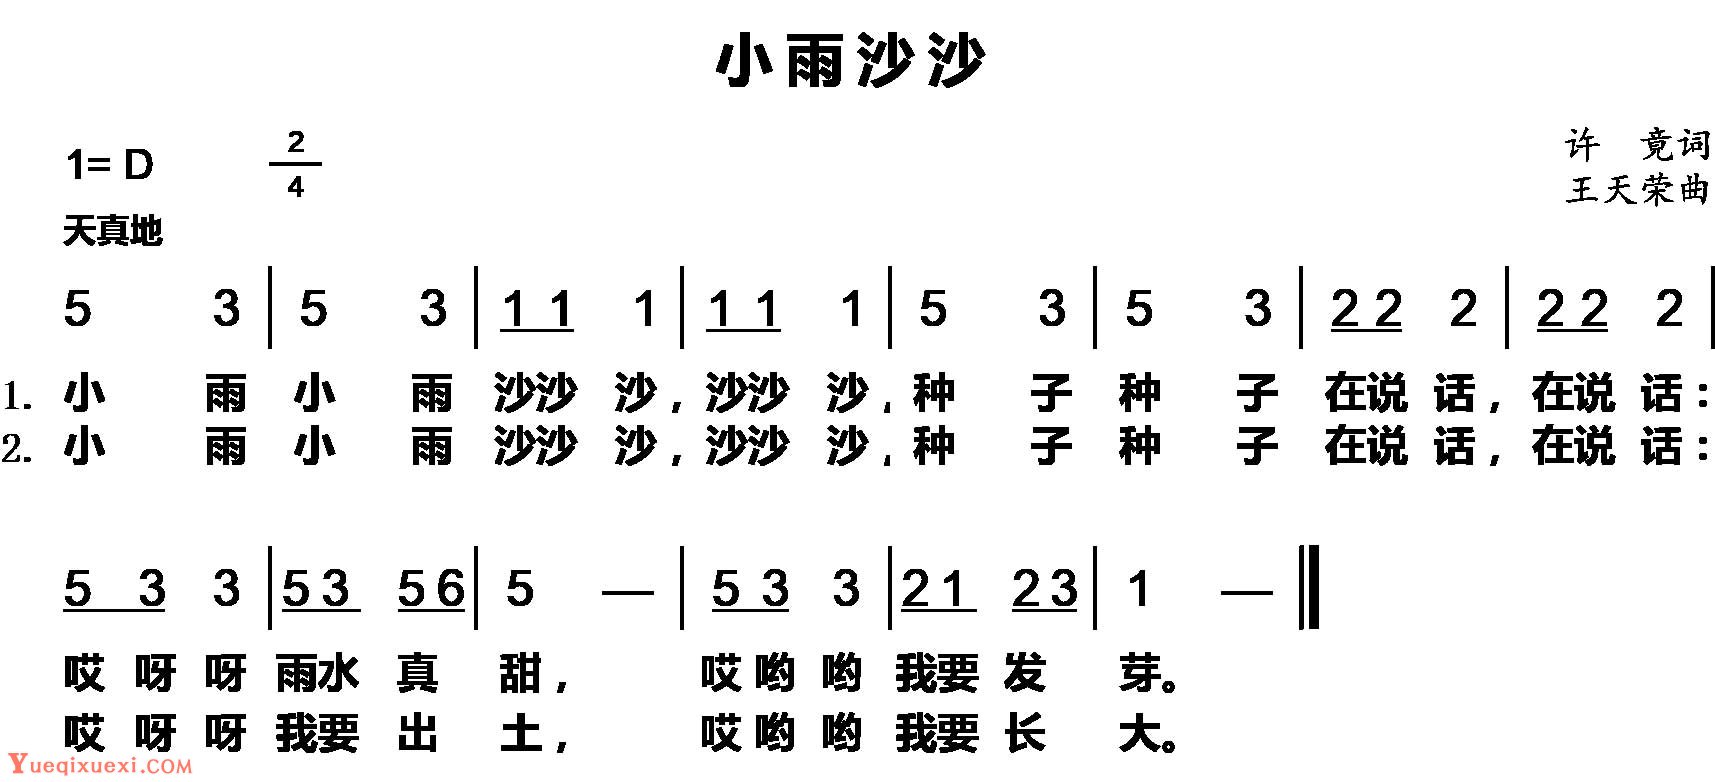 小雨沙沙
1= D 2/4
许 竟词
王天荣曲
天真地
5 3 | 5 3 | 1 1 1 | 1 1 1 | 5 3 | 5 3 | 2 2 2 | 2 2 2 |
1. 小 雨 小 雨 沙沙 沙, 沙沙 沙, 种 子 种 子 在说 话, 在说 话:
2. 小 雨 小 雨 沙沙 沙, 沙沙 沙, 种 子 种 子 在说 话, 在说 话:
5 3 3 | 5 3 5 6 | 5 — | 5 3 3 | 2 1 2 3 | 1 — ‖
哎 呀 呀 雨水 真 甜, 哎 哟 哟 我要 发 芽。
哎 呀 呀 我要 出 土, 哎 哟 哟 我要 长 大。
Yueqixuexi.COM